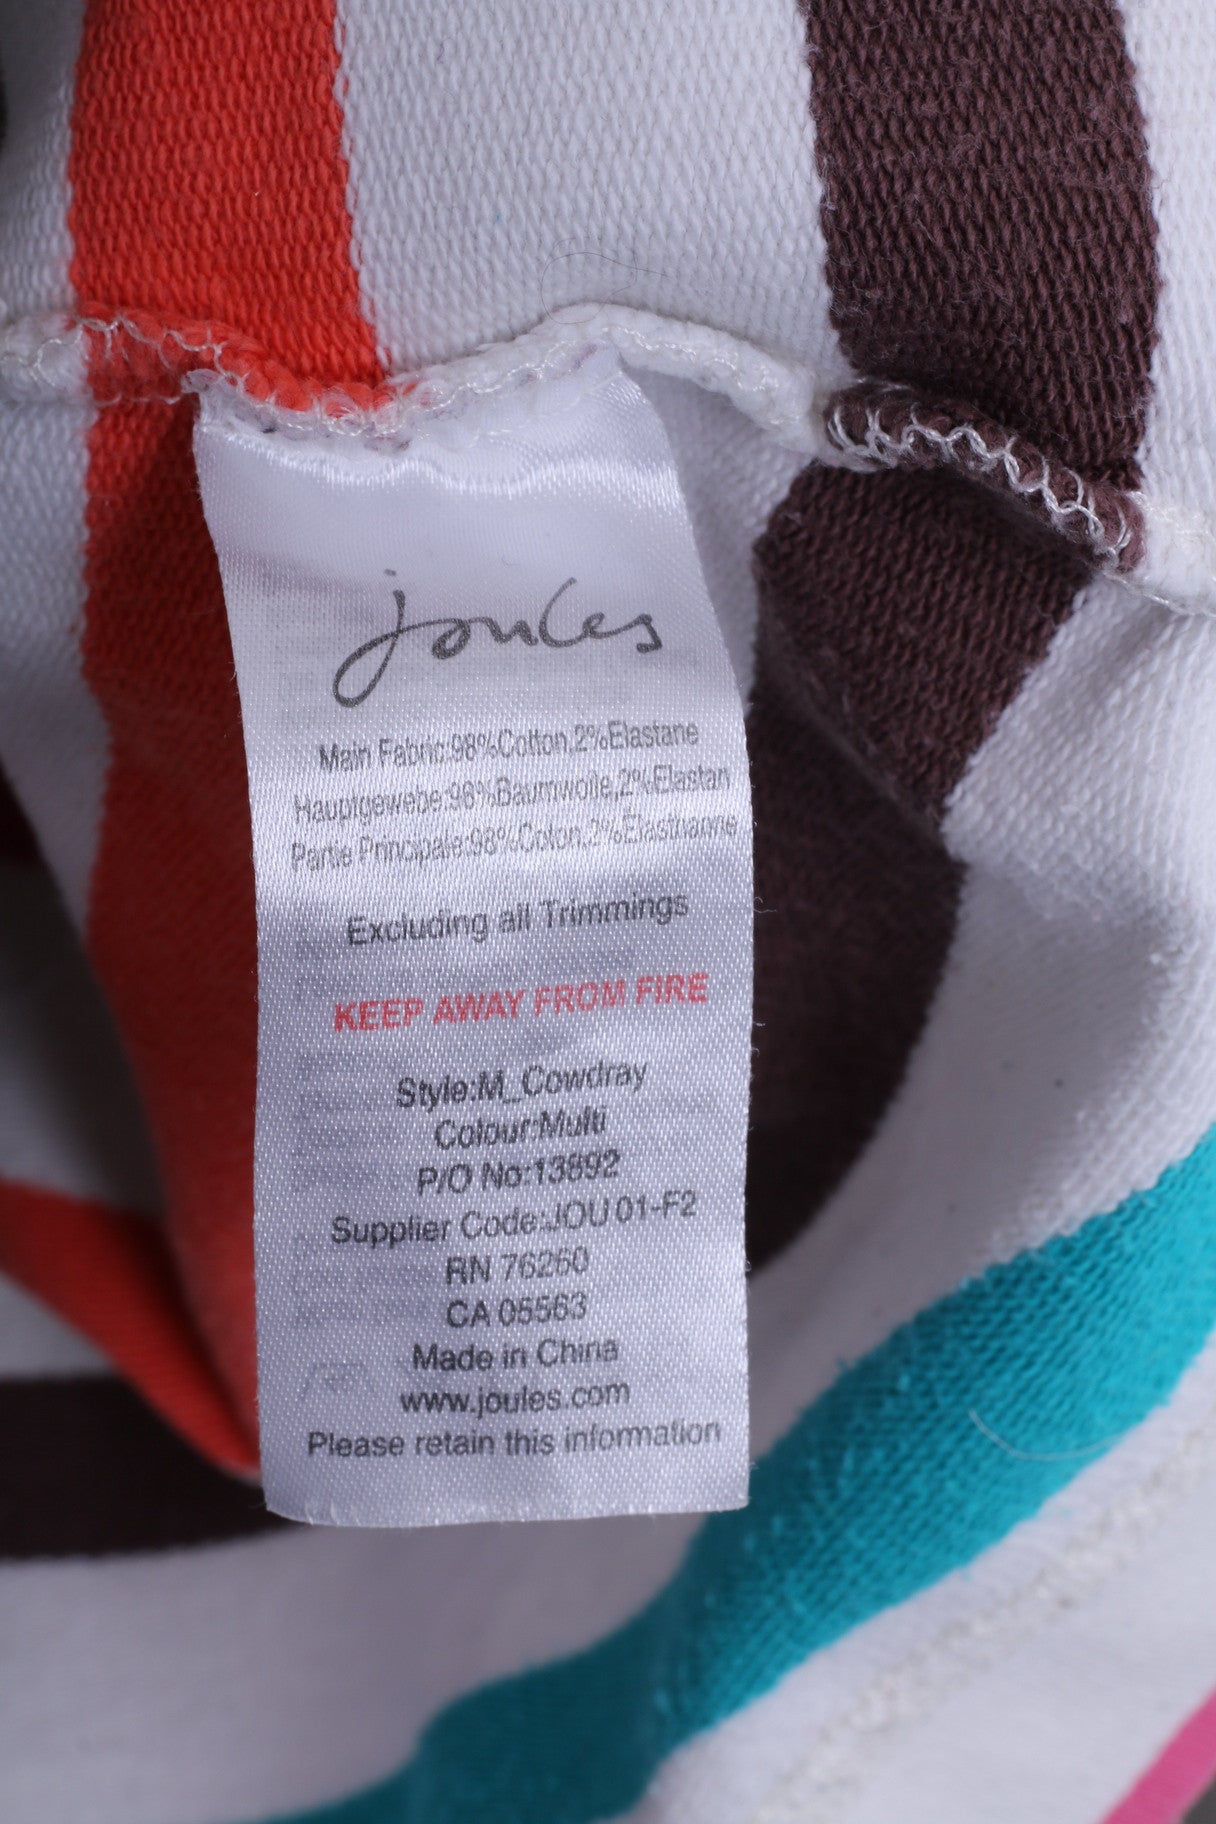 joules
Main Fabric:98%Cotton,2%Elastane
Hauptgewebe:98%Baumwolle,2%Elastan
Partie Principale:98%Coton,2%Elasthanne
Excluding all Trimmings
KEEP AWAY FROM FIRE
Style:M_Cowdray
Colour:Multi
P/O No:13892
Supplier Code:JOU 01-F2
RN 76260
CA 05563
Made in China
www.joules.com
Please retain this information